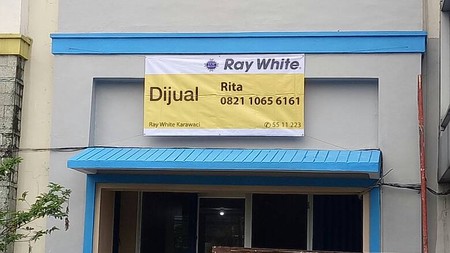 Ray White
Dijual
Rita
0821 1065 6161
Ray White Karawaci
55 11 223